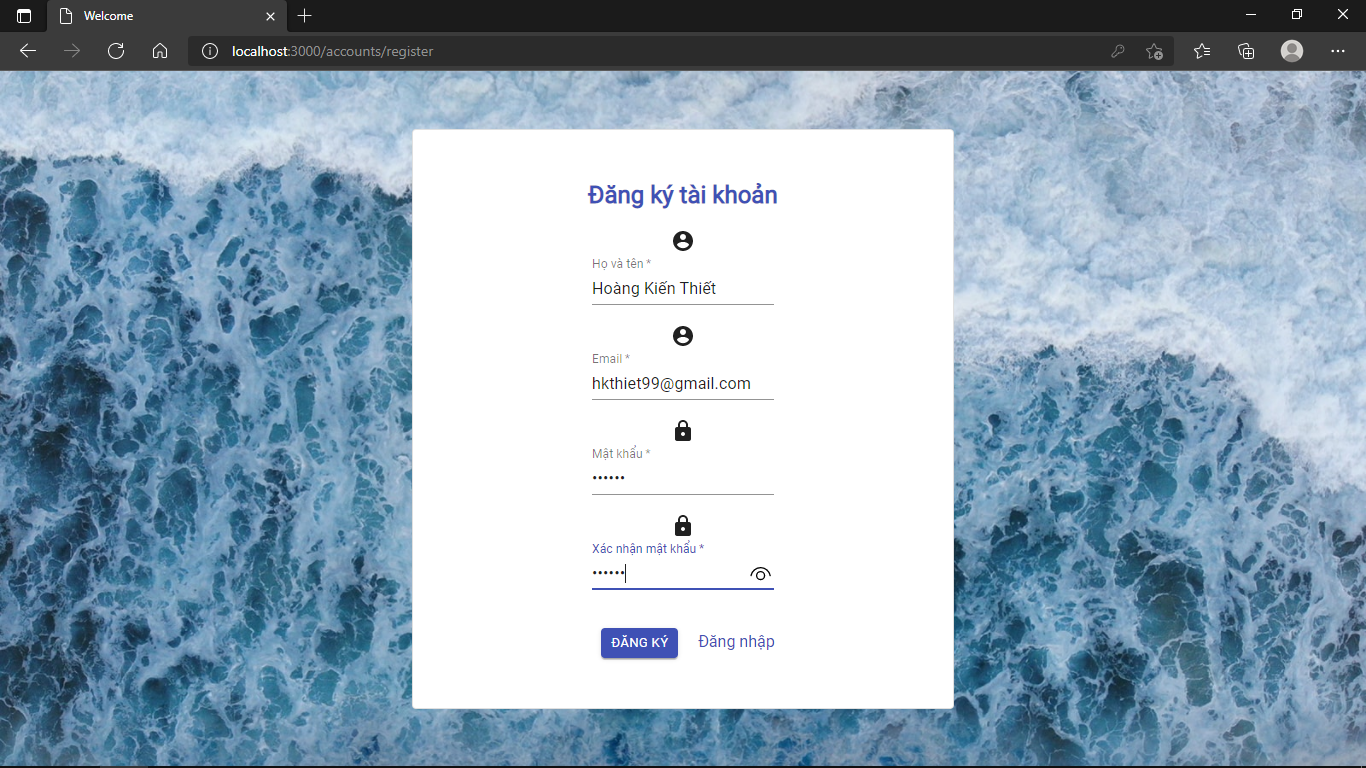 Welcome
localhost:3000/accounts/register
Đăng ký tài khoản
Họ và tên *
Hoàng Kiến Thiết
Email *
hkthiet99@gmail.com
Mật khẩu *
••••••
Xác nhận mật khẩu *
••••••
ĐĂNG KÝ Đăng nhập